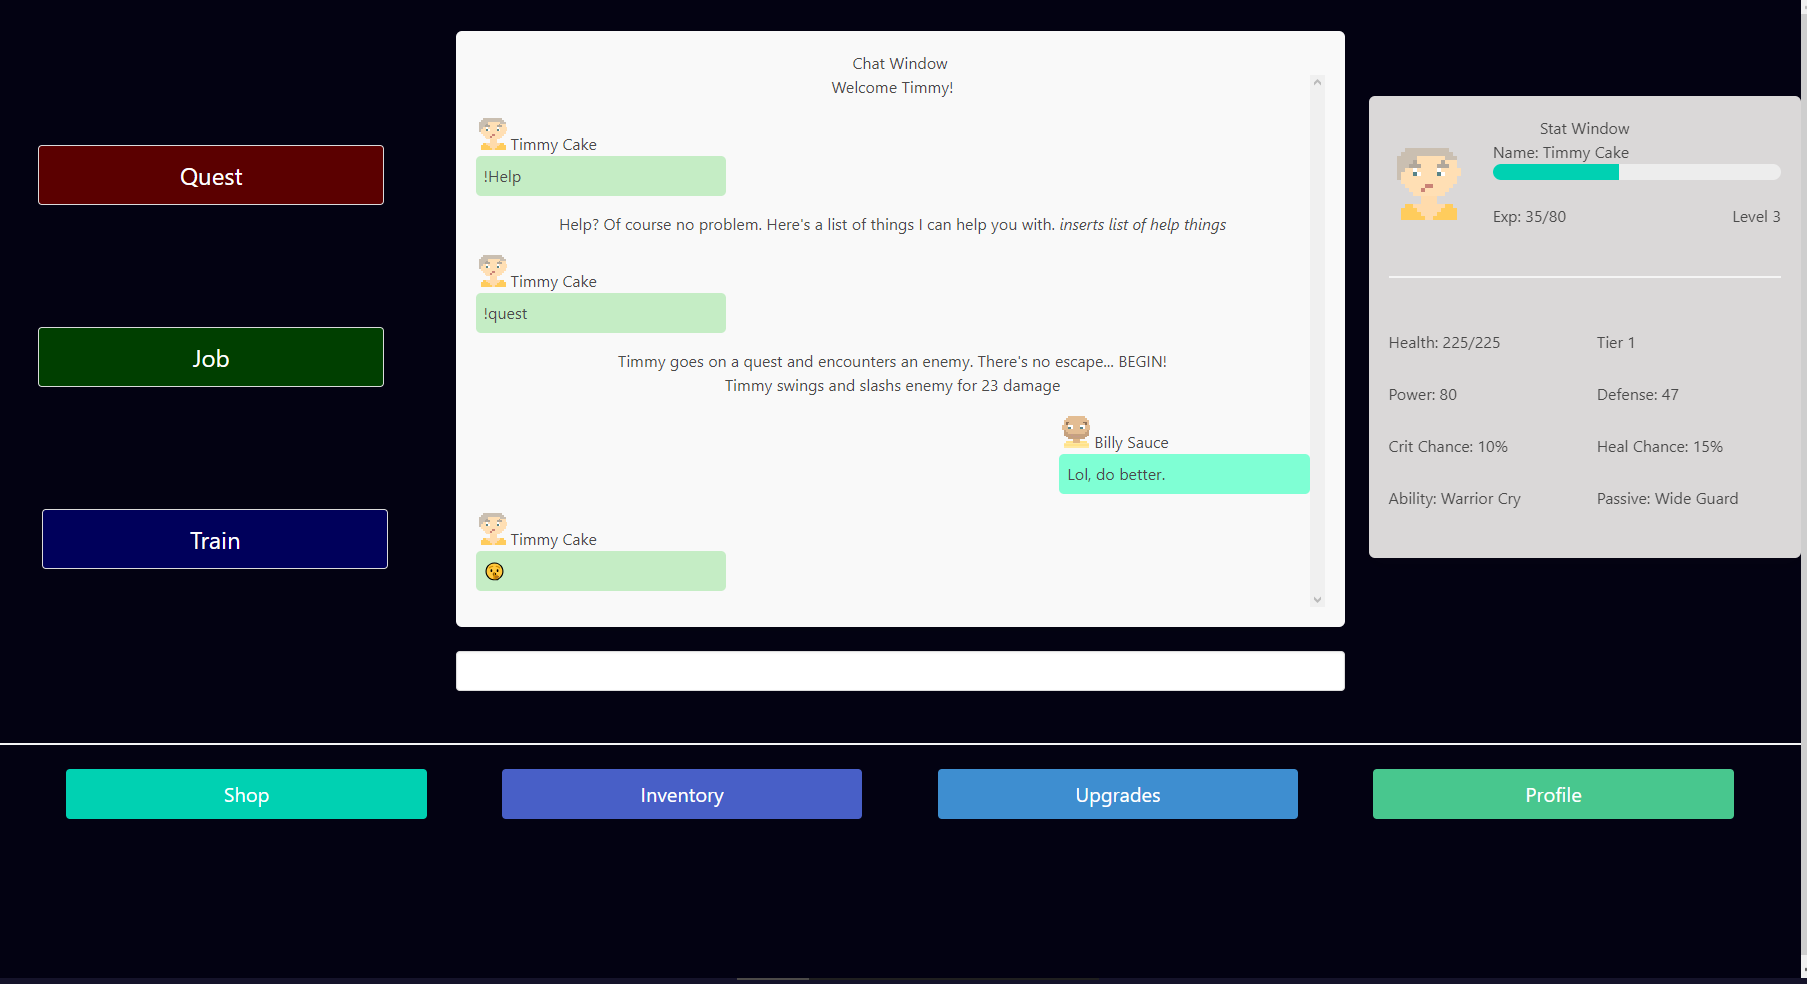 Quest
Job
Train
Chat Window
Welcome Timmy!
Timmy Cake
!Help
Help? Of course no problem. Here's a list of things I can help you with. inserts list of help things
Timmy Cake
!quest
Timmy goes on a quest and encounters an enemy. There's no escape... BEGIN!
Timmy swings and slashs enemy for 23 damage
Billy Sauce
Lol, do better.
Timmy Cake
Stat Window
Name: Timmy Cake
Exp: 35/80 Level 3
Health: 225/225 Tier 1
Power: 80 Defense: 47
Crit Chance: 10% Heal Chance: 15%
Ability: Warrior Cry Passive: Wide Guard
Shop Inventory Upgrades Profile